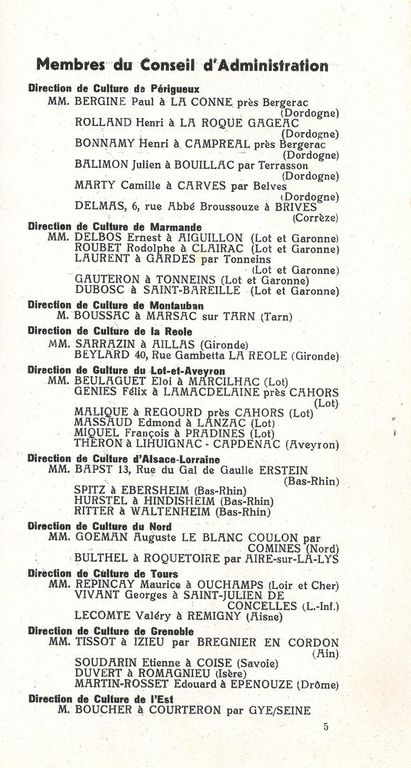 Membres du Conseil d'Administration
Direction de Culture de Périgueux
MM. BERGINE Paul à LA CONNE près Bergerac
(Dordogne)
ROLLAND Henri à LA ROQUE GAGEAC
(Dordogne)
BONNAMY Henri à CAMPREAL près Bergerac
(Dordogne)
BALIMON Julien à BOUILLAC par Terrasson
(Dordogne)
MARTY Camille à CARVES par Belves
(Dordogne)
DELMAS, 6, rue Abbé Broussouze à BRIVES
(Corrèze)
Direction de Culture de Marmande
MM. DELBOS Ernest à AIGUILLON (Lot et Garonne)
ROUBET Rodolphe à CLAIRAC (Lot et Garonne)
LAURENT à GARDES par Tonneins
(Lot et Garonne)
GAUTERON à TONNEINS (Lot et Garonne)
DUBOSC à SAINT-BAREILLE (Lot et Garonne)
Direction de Culture de Montauban
M. BOUSSAC à MARSAC sur TARN (Tarn)
Direction de Culture de la Reole
MM. SARRAZIN à AILLAS (Gironde)
BEYLARD 40, Rue Gambetta LA REOLE (Gironde)
Direction de Gulture du Lot-et-Aveyron
MM. BEULAGUET Eloi à MARCILHAC (Lot)
GENIES Félix à LAMACDELAINE près CAHORS
(Lot)
MALIQUE à REGOURD près CAHORS (Lot)
MASSAUD Edmond à LANZAC (Lot)
MIQUEL François à PRADINES (Lot)
THERON à LIHUIGNAC - CAPDENAC (Aveyron)
Direction de Culture d'Alsace-Lorraine
MM. BAPST 13, Rue du Gal de Gaulle ERSTEIN
(Bas-Rhin)
SPITZ à EBERSHEIM (Bas-Rhin)
HURSTEL à HINDISHEIM (Bas-Rhin)
RITTER à WALTENHEIM (Bas-Rhin)
Direction de Culture du Nord
MM. GOEMAN Auguste LE BLANC COULON par
COMINES (Nord)
BULTHEL à ROQUETOIRE par AIRE-sur-LA-LYS
Direction de Culture de Tours
MM. REPINCAY Maurice à OUCHAMPS (Loir et Cher)
VIVANT Georges à SAINT-JULIEN DE
CONCELLES (L.-Inf.)
LECOMTE Valéry à REMIGNY (Aisne)
Direction de Culture de Grenoble
MM. TISSOT à IZIEU par BREGNIER EN CORDON
(Ain)
SOUDARIN Etienne à COISE (Savoie)
DUVERT à ROMAGNIEU (Isère)
MARTIN-ROSSET Edouard à EPENOUZE (Drôme)
Direction de Culture de l'Est
M. BOUCHER à COURTERON par GYE/SEINE
5